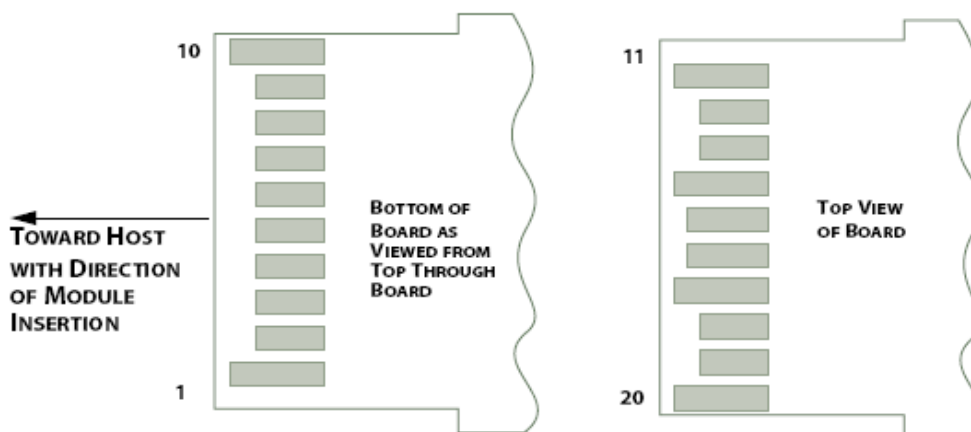 10
BOTTOM OF
BOARD AS
VIEWED FROM
TOP THROUGH
BOARD
TOWARD HOST
WITH DIRECTION
OF MODULE
INSERTION
1
11
TOP VIEW
OF BOARD
20